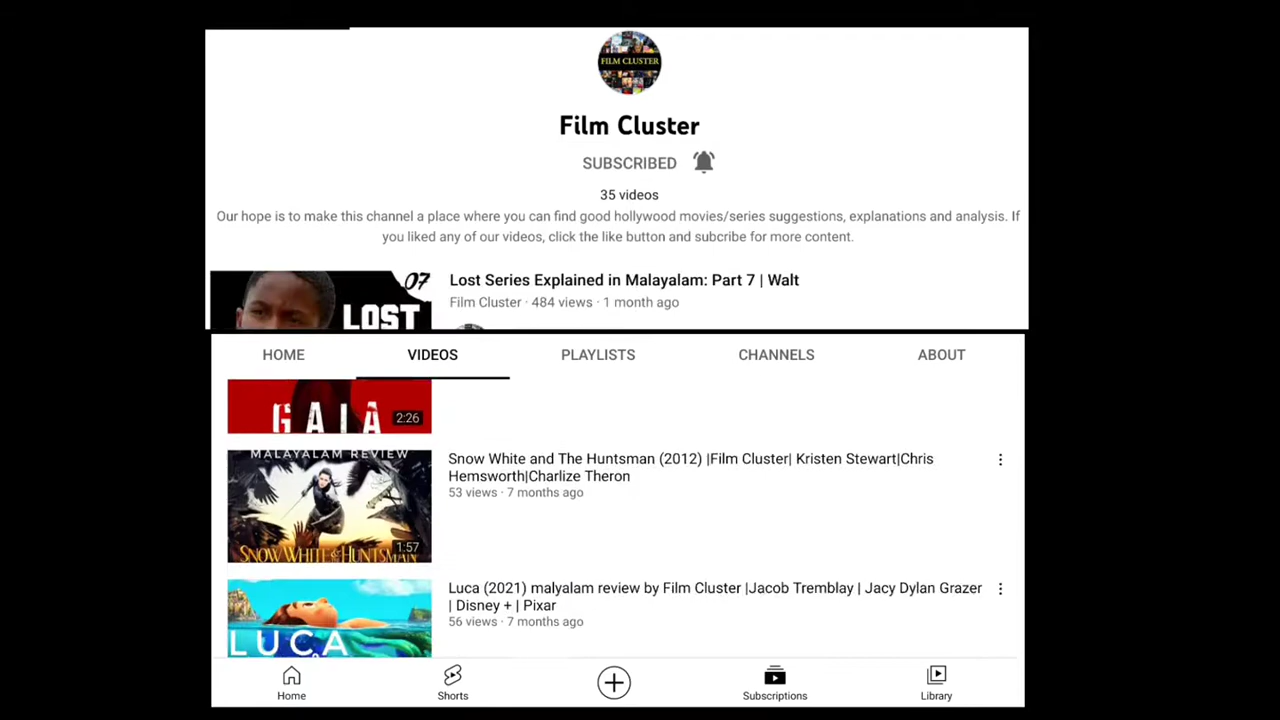 FILM CLUSTER
Film Cluster
SUBSCRIBED
35 videos
Our hope is to make this channel a place where you can find good hollywood movies/series suggestions, explanations and analysis. If
you liked any of our videos, click the like button and subcribe for more content.
07
LOST
Lost Series Explained in Malayalam: Part 7 | Walt
Film Cluster · 484 views · 1 month ago
HOME VIDEOS PLAYLISTS CHANNELS ABOUT
GAIA
2:26
MALAYALAM REVIEW
SNOW WHITE & HUNTSMAN
1:57
Snow White and The Huntsman (2012) |Film Cluster| Kristen Stewart|Chris
Hemsworth|Charlize Theron
53 views · 7 months ago
LUCA
Luca (2021) malyalam review by Film Cluster |Jacob Tremblay | Jacy Dylan Grazer
| Disney + | Pixar
56 views · 7 months ago
Home Shorts Subscriptions Library